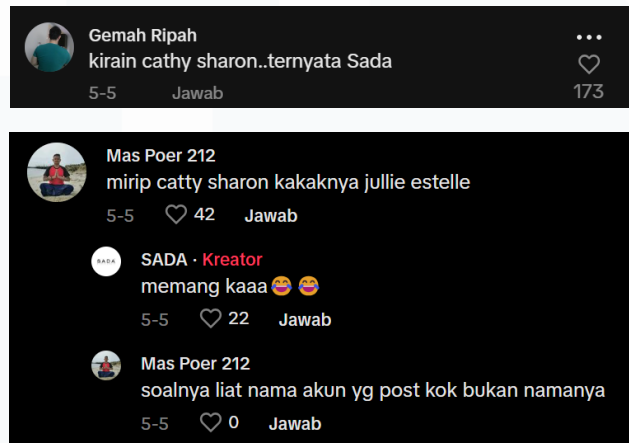 Gemah Ripah
kirain cathy sharon..ternyata Sada
5-5 Jawab 173
Mas Poer 212
mirip catty sharon kakaknya jullie estelle
5-5 42 Jawab
SADA
SADA · Kreator
memang kaaa😂 😂
5-5 22 Jawab
Mas Poer 212
soalnya liat nama akun yg post kok bukan namanya
5-5 0 Jawab